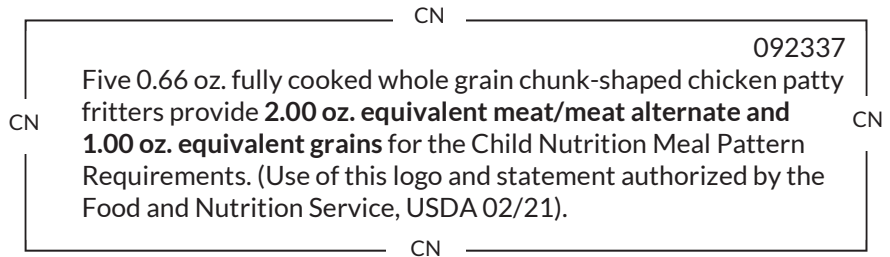 CN
092337
Five 0.66 oz. fully cooked whole grain chunk-shaped chicken patty
fritters provide 2.00 oz. equivalent meat/meat alternate and
CN
CN
1.00 oz. equivalent grains for the Child Nutrition Meal Pattern
Requirements. (Use of this logo and statement authorized by the
Food and Nutrition Service, USDA 02/21).
CN